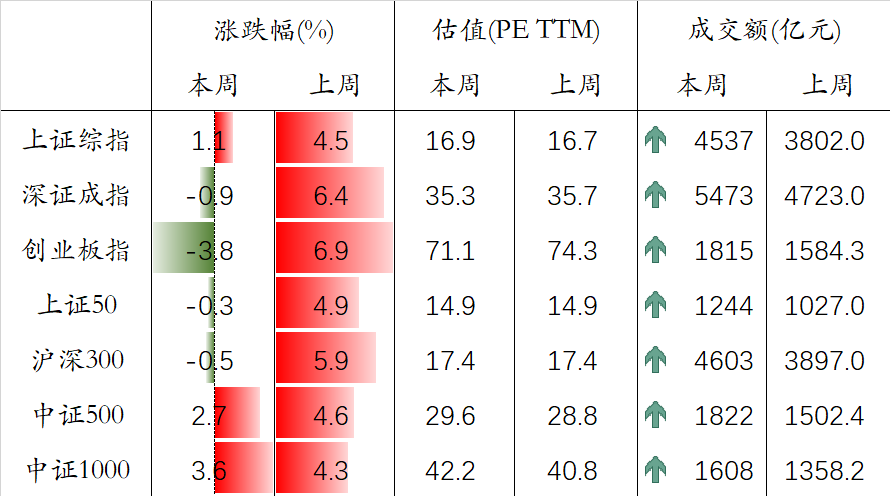 涨跌幅(%) 估值(PE TTM) 成交额(亿元)
本周 上周 本周 上周 本周 上周
上证综指 1.1 4.5 16.9 16.7 4537 3802.0
深证成指 -0.9 6.4 35.3 35.7 5473 4723.0
创业板指 -3.8 6.9 71.1 74.3 1815 1584.3
上证50 -0.3 4.9 14.9 14.9 1244 1027.0
沪深300 -0.5 5.9 17.4 17.4 4603 3897.0
中证500 2.7 4.6 29.6 28.8 1822 1502.4
中证1000 3.6 4.3 42.2 40.8 1608 1358.2